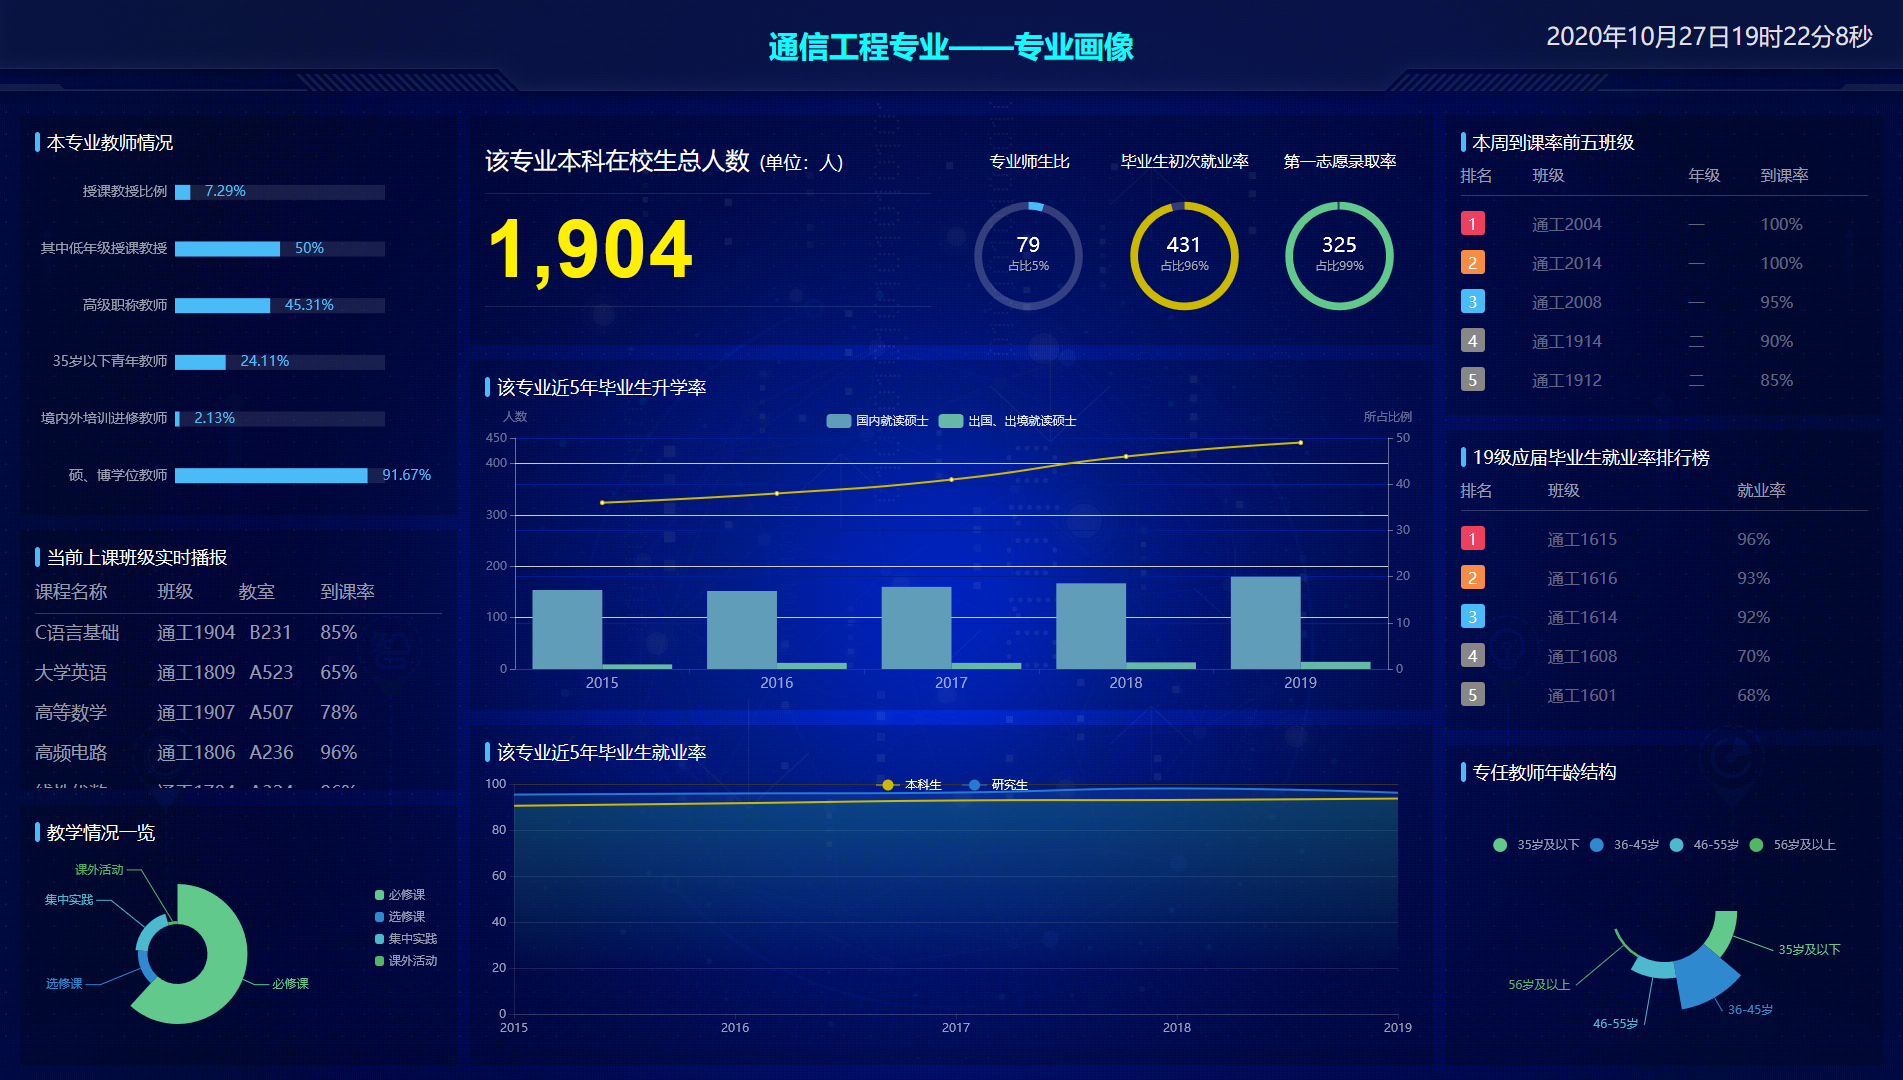 通信工程专业——专业画像
2020年10月27日19时22分8秒
本专业教师情况
授课教授比例 7.29%
其中低年级授课教授 50%
高级职称教师 45.31%
35岁以下青年教师 24.11%
境内外培训进修教师 2.13%
硕、博学位教师 91.67%
当前上课班级实时播报
课程名称 班级 教室 到课率
C语言基础 通工1904 B231 85%
大学英语 通工1809 A523 65%
高等数学 通工1907 A507 78%
高频电路 通工1806 A236 96%
教学情况一览
课外活动
集中实践
选修课
必修课
必修课
选修课
集中实践
课外活动
该专业本科在校生总人数 (单位：人)
1,904
专业师生比 毕业生初次就业率 第一志愿录取率
79 431 325
占比5% 占比96% 占比99%
该专业近5年毕业生升学率
人数 国内就读硕士 出国、出境就读硕士 所占比例
450 50
400 40
300 30
200 20
100 10
0 0
2015 2016 2017 2018 2019
该专业近5年毕业生就业率
本科生 研究生
100
80
60
40
20
0
2015 2016 2017 2018 2019
本周到课率前五班级
排名 班级 年级 到课率
1 通工2004 一 100%
2 通工2014 一 100%
3 通工2008 一 95%
4 通工1914 二 90%
5 通工1912 二 85%
19级应届毕业生就业率排行榜
排名 班级 就业率
1 通工1615 96%
2 通工1616 93%
3 通工1614 92%
4 通工1608 70%
5 通工1601 68%
专任教师年龄结构
35岁及以下 36-45岁 46-55岁 56岁及以上
35岁及以下
56岁及以上
36-45岁
46-55岁